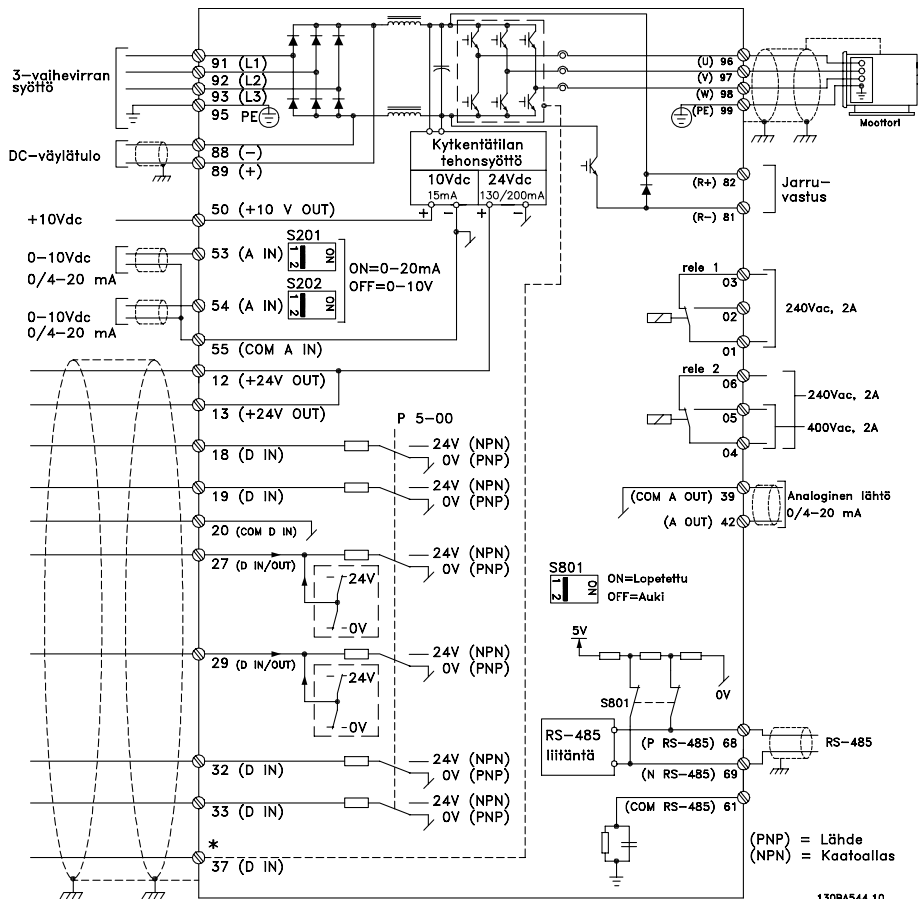 3-vaihevirran
syöttö
91 (L1)
92 (L2)
93 (L3)
95 PE
DC-väylätulo
88 (-)
89 (+)
Kytkentätilan
tehonsyöttö
10Vdc
15mA
24Vdc
130/200mA
+ - + -
+10Vdc
50 (+10 V OUT)
0-10Vdc
0/4-20 mA
53 (A IN)
S201
1 2
ON
0-10Vdc
0/4-20 mA
54 (A IN)
S202
1 2
ON
ON=0-20mA
OFF=0-10V
55 (COM A IN)
12 (+24V OUT)
13 (+24V OUT)
P 5-00
18 (D IN)
24V (NPN)
0V (PNP)
19 (D IN)
24V (NPN)
0V (PNP)
20 (COM D IN)
27 (D IN/OUT)
24V (NPN)
0V (PNP)
24V
0V
29 (D IN/OUT)
24V (NPN)
0V (PNP)
24V
0V
32 (D IN)
24V (NPN)
0V (PNP)
33 (D IN)
24V (NPN)
0V (PNP)
*
37 (D IN)
(U) 96
(V) 97
(W) 98
(PE) 99
Moottori
(R+) 82
(R-) 81
Jarru-
vastus
rele 1
03
02
01
240Vac, 2A
rele 2
06
05
04
240Vac, 2A
400Vac, 2A
(COM A OUT) 39
(A OUT) 42
Analoginen lähtö
0/4-20 mA
S801
1 2
ON
ON=Lopetettu
OFF=Auki
5V
0V
S801
RS-485
liitäntä
(P RS-485) 68
(N RS-485) 69
RS-485
(COM RS-485) 61
(PNP) = Lähde
(NPN) = Kaatoallas
130BA544.10